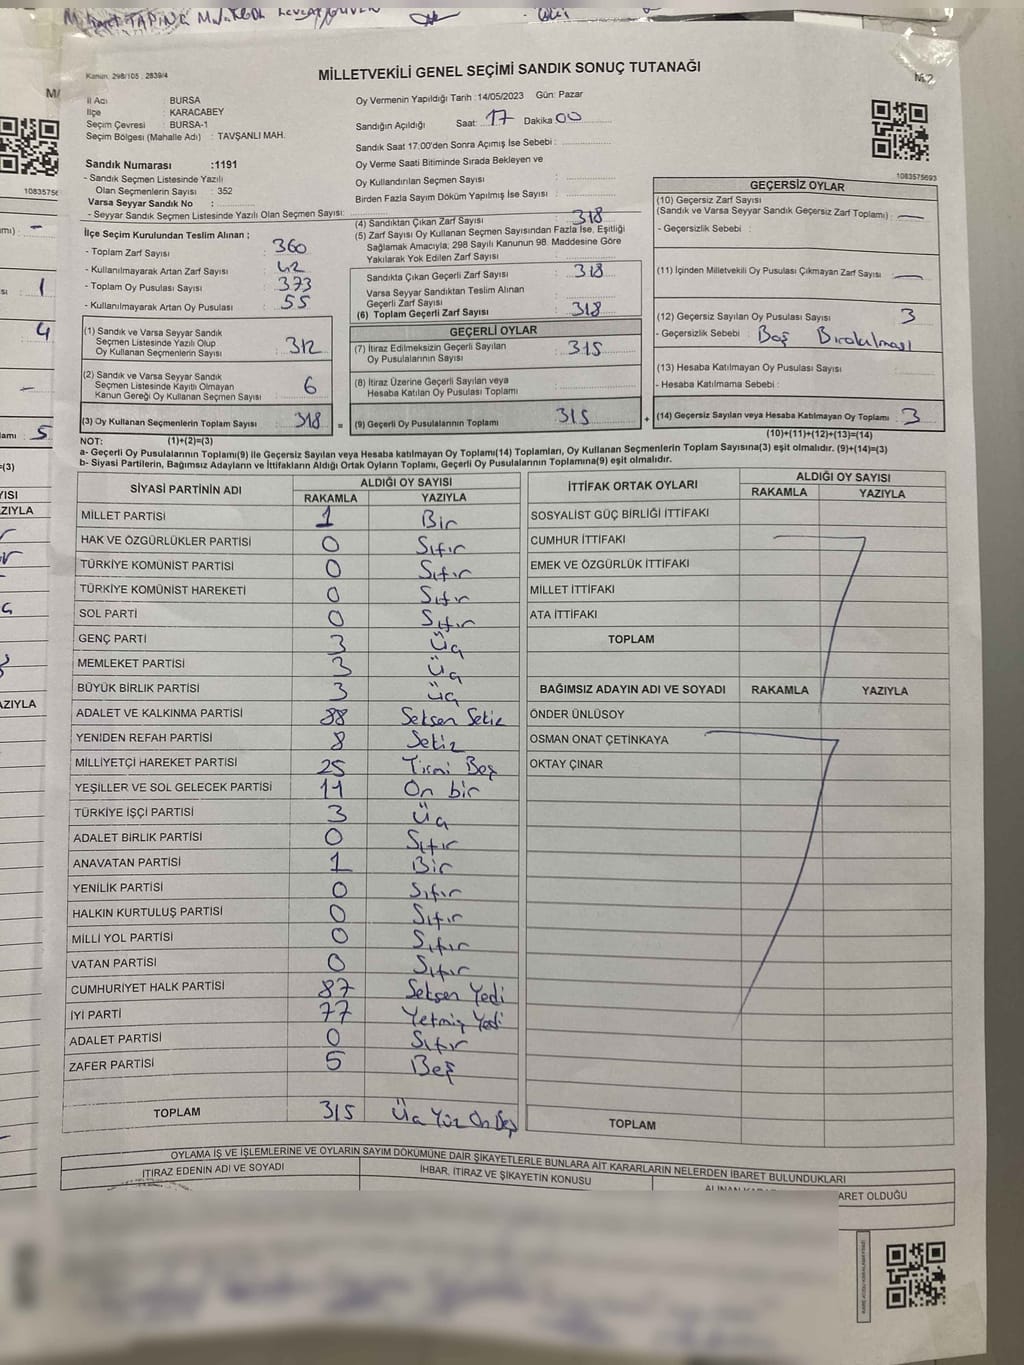 MİLLETVEKİLİ GENEL SEÇİMİ SANDIK SONUÇ TUTANAĞI
Kanun: 298/105 , 2839/4
İl Adı : BURSA
İlçe : KARACABEY
Seçim Çevresi : BURSA-1
Seçim Bölgesi (Mahalle Adı) : TAVŞANLI MAH.
Oy Vermenin Yapıldığı Tarih : 14/05/2023 Gün: Pazar
Sandığın Açıldığı Saat: 17 Dakika 00
Sandık Saat 17:00'den Sonra Açımış İse Sebebi :
Oy Verme Saati Bitiminde Sırada Bekleyen ve
Oy Kullandırılan Seçmen Sayısı :
Birden Fazla Sayım Döküm Yapılmış İse Sayısı :
1083575693
Sandık Numarası :1191
- Sandık Seçmen Listesinde Yazılı
Olan Seçmenlerin Sayısı : 352
Varsa Seyyar Sandık No :
- Seyyar Sandık Seçmen Listesinde Yazılı Olan Seçmen Sayısı:
İlçe Seçim Kurulundan Teslim Alınan ;
- Toplam Zarf Sayısı : 360
- Kullanılmayarak Artan Zarf Sayısı : 42
- Toplam Oy Pusulası Sayısı : 373
- Kullanılmayarak Artan Oy Pusulası : 55
(1) Sandık ve Varsa Seyyar Sandık
Seçmen Listesinde Yazılı Olup
Oy Kullanan Seçmenlerin Sayısı : 312
(2) Sandık ve Varsa Seyyar Sandık
Seçmen Listesinde Kayıtlı Olmayan
Kanun Gereği Oy Kullanan Seçmen Sayısı : 6
(3) Oy Kullanan Seçmenlerin Toplam Sayısı : 318 =
(4) Sandıktan Çıkan Zarf Sayısı : 318
(5) Zarf Sayısı Oy Kullanan Seçmen Sayısından Fazla İse, Eşitliği
Sağlamak Amacıyla; 298 Sayılı Kanunun 98. Maddesine Göre
Yakılarak Yok Edilen Zarf Sayısı :
Sandıkta Çıkan Geçerli Zarf Sayısı : 318
Varsa Seyyar Sandıktan Teslim Alınan
Geçerli Zarf Sayısı :
(6) Toplam Geçerli Zarf Sayısı : 318
GEÇERLİ OYLAR
(7) İtiraz Edilmeksizin Geçerli Sayılan
Oy Pusulalarının Sayısı : 315
(8) İtiraz Üzerine Geçerli Sayılan veya
Hesaba Katılan Oy Pusulası Toplamı :
(9) Geçerli Oy Pusulalarının Toplamı : 315 +
GEÇERSİZ OYLAR
(10) Geçersiz Zarf Sayısı
(Sandık ve Varsa Seyyar Sandık Geçersiz Zarf Toplamı) : —
- Geçersizlik Sebebi :
(11) İçinden Milletvekili Oy Pusulası Çıkmayan Zarf Sayısı : —
(12) Geçersiz Sayılan Oy Pusulası Sayısı : 3
- Geçersizlik Sebebi : Boş Bırakılması
(13) Hesaba Katılmayan Oy Pusulası Sayısı :
- Hesaba Katılmama Sebebi :
(14) Geçersiz Sayılan veya Hesaba Katılmayan Oy Toplamı : 3
NOT: (1)+(2)=(3) (10)+(11)+(12)+(13)=(14)
a- Geçerli Oy Pusulalarının Toplamı(9) ile Geçersiz Sayılan veya Hesaba katılmayan Oy Toplamı(14) Toplamları, Oy Kullanan Seçmenlerin Toplam Sayısına(3) eşit olmalıdır. (9)+(14)=(3)
b- Siyasi Partilerin, Bağımsız Adayların ve İttifakların Aldığı Ortak Oyların Toplamı, Geçerli Oy Pusulalarının Toplamına(9) eşit olmalıdır.
SİYASİ PARTİNİN ADI ALDIĞI OY SAYISI
RAKAMLA YAZIYLA
MİLLET PARTİSİ 1 Bir
HAK VE ÖZGÜRLÜKLER PARTİSİ 0 Sıfır
TÜRKİYE KOMÜNİST PARTİSİ 0 Sıfır
TÜRKİYE KOMÜNİST HAREKETİ 0 Sıfır
SOL PARTİ 0 Sıfır
GENÇ PARTİ 3 Üç
MEMLEKET PARTİSİ 3 Üç
BÜYÜK BİRLİK PARTİSİ 3 Üç
ADALET VE KALKINMA PARTİSİ 88 Seksen Sekiz
YENİDEN REFAH PARTİSİ 8 Sekiz
MİLLİYETÇİ HAREKET PARTİSİ 25 Yirmi Beş
YEŞİLLER VE SOL GELECEK PARTİSİ 11 On bir
TÜRKİYE İŞÇİ PARTİSİ 3 Üç
ADALET BİRLİK PARTİSİ 0 Sıfır
ANAVATAN PARTİSİ 1 Bir
YENİLİK PARTİSİ 0 Sıfır
HALKIN KURTULUŞ PARTİSİ 0 Sıfır
MİLLİ YOL PARTİSİ 0 Sıfır
VATAN PARTİSİ 0 Sıfır
CUMHURİYET HALK PARTİSİ 87 Seksen Yedi
İYİ PARTİ 77 Yetmiş Yedi
ADALET PARTİSİ 0 Sıfır
ZAFER PARTİSİ 5 Beş
TOPLAM 315 Üç Yüz On Beş
İTTİFAK ORTAK OYLARI ALDIĞI OY SAYISI
RAKAMLA YAZIYLA
SOSYALİST GÜÇ BİRLİĞİ İTTİFAKI
CUMHUR İTTİFAKI
EMEK VE ÖZGÜRLÜK İTTİFAKI
MİLLET İTTİFAKI
ATA İTTİFAKI
TOPLAM
BAĞIMSIZ ADAYIN ADI VE SOYADI RAKAMLA YAZIYLA
ÖNDER ÜNLÜSOY
OSMAN ONAT ÇETİNKAYA
OKTAY ÇINAR
TOPLAM
OYLAMA İŞ VE İŞLEMLERİNE VE OYLARIN SAYIM DÖKÜMÜNE DAİR ŞİKAYETLERLE BUNLARA AİT KARARLARIN NELERDEN İBARET BULUNDUKLARI
İTİRAZ EDENİN ADI VE SOYADI İHBAR, İTİRAZ VE ŞİKAYETİN KONUSU